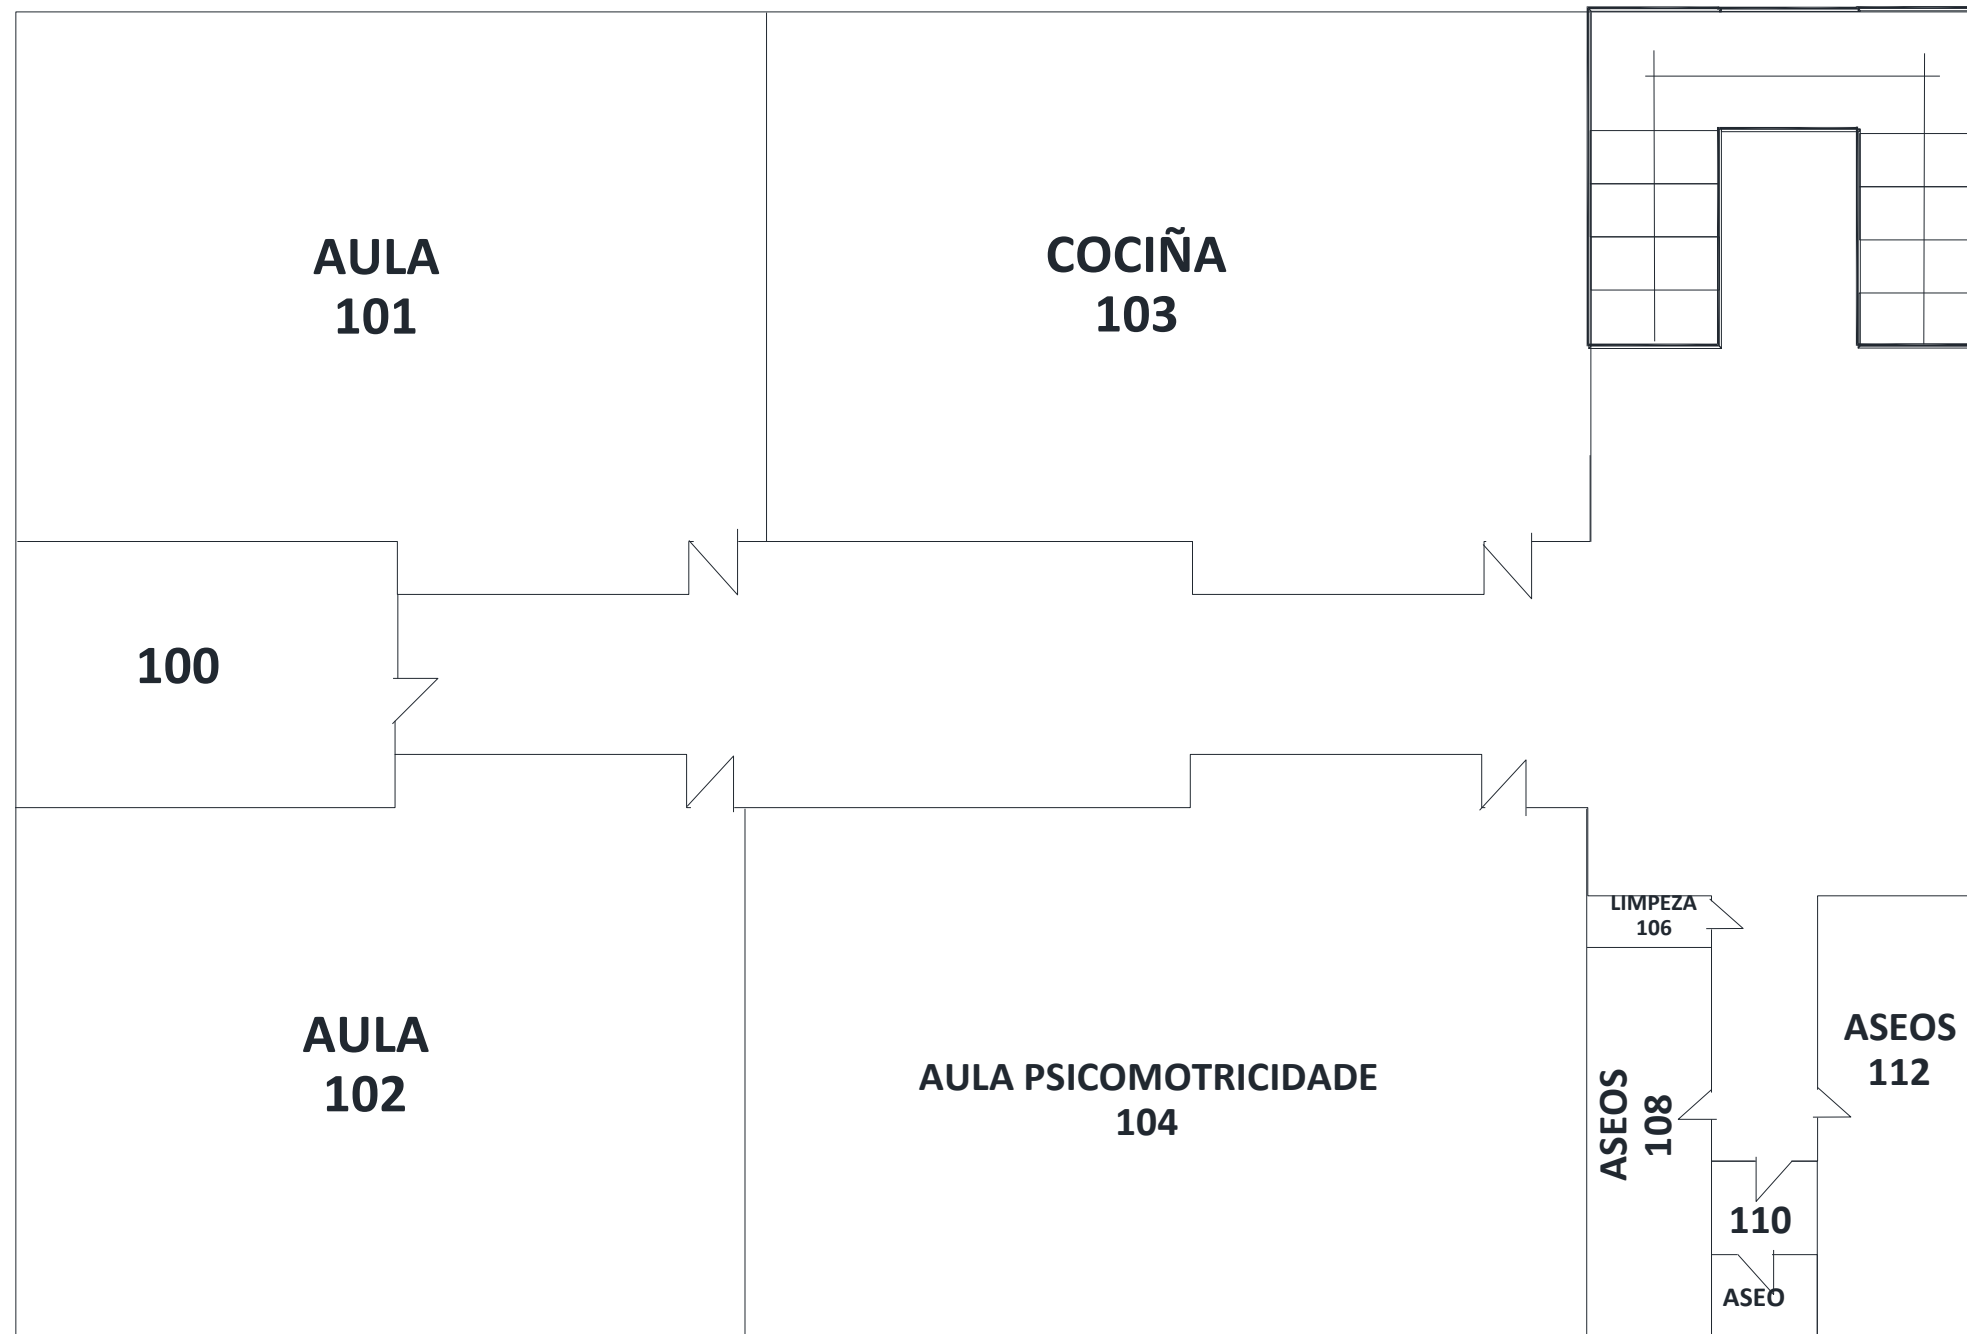 AULA
101
COCIÑA
103
100
AULA
102
AULA PSICOMOTRICIDADE
104
LIMPEZA
106
ASEOS
108
ASEOS
112
110
ASEO